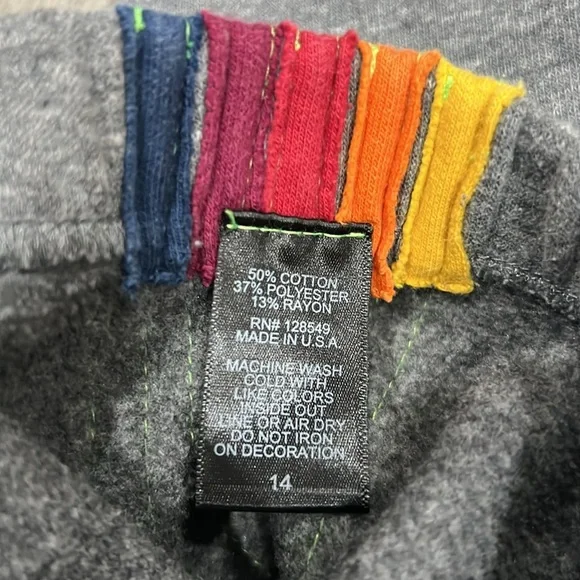 50% COTTON
37% POLYESTER
13% RAYON
RN# 128549
MADE IN U.S.A.
MACHINE WASH
COLD WITH
LIKE COLORS
INSIDE OUT
LINE OR AIR DRY
DO NOT IRON
ON DECORATION
14